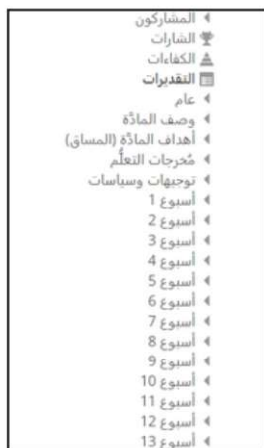 المشاركون
الشارات
الكفاءات
التقديرات
عام
وصف المادّة
أهداف المادّة (المساق)
مُخرجات التعلُّم
توجيهات وسياسات
أسبوع 1
أسبوع 2
أسبوع 3
أسبوع 4
أسبوع 5
أسبوع 6
أسبوع 7
أسبوع 8
أسبوع 9
أسبوع 10
أسبوع 11
أسبوع 12
أسبوع 13